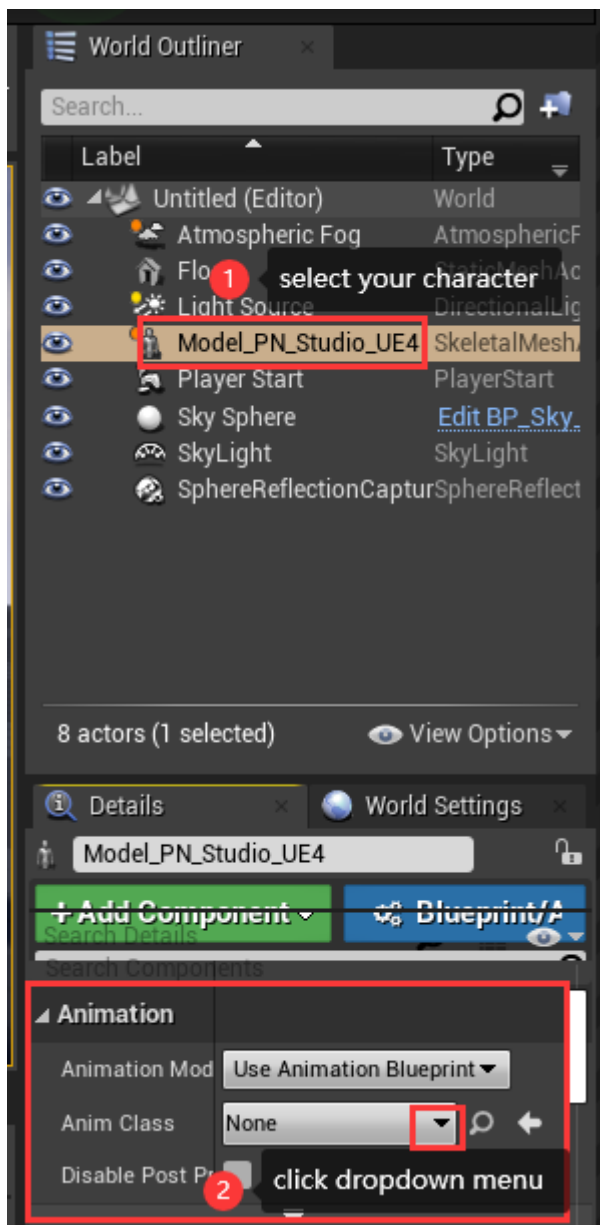 World Outliner
Search...
Label Type
Untitled (Editor) World
Atmospheric Fog AtmosphericF
Flo StaticMeshAc
1 select your character
Light Source DirectionalLig
Model_PN_Studio_UE4 SkeletalMesh
Player Start PlayerStart
Sky Sphere Edit BP_Sky_
SkyLight SkyLight
SphereReflectionCaptur SphereReflect
8 actors (1 selected) View Options
Details World Settings
Model_PN_Studio_UE4
+ Add Component Blueprint/A
Search Details
Search Components
Animation
Animation Mod Use Animation Blueprint
Anim Class None
Disable Post Pr
2 click dropdown menu